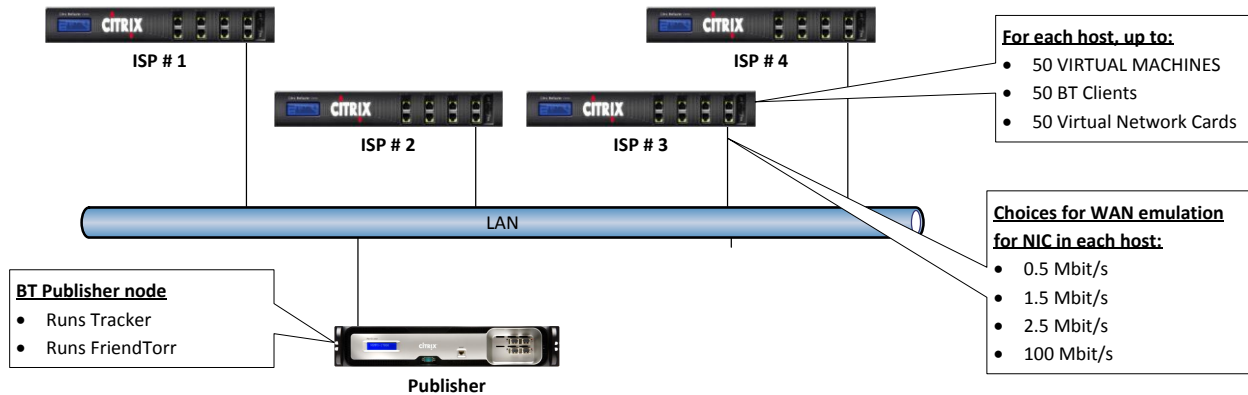 CITRIX
ISP # 1
CITRIX
ISP # 4
CITRIX
ISP # 2
CITRIX
ISP # 3
For each host, up to:
• 50 VIRTUAL MACHINES
• 50 BT Clients
• 50 Virtual Network Cards
LAN
Choices for WAN emulation
for NIC in each host:
• 0.5 Mbit/s
• 1.5 Mbit/s
• 2.5 Mbit/s
• 100 Mbit/s
BT Publisher node
• Runs Tracker
• Runs FriendTorr
CITRIX
Publisher